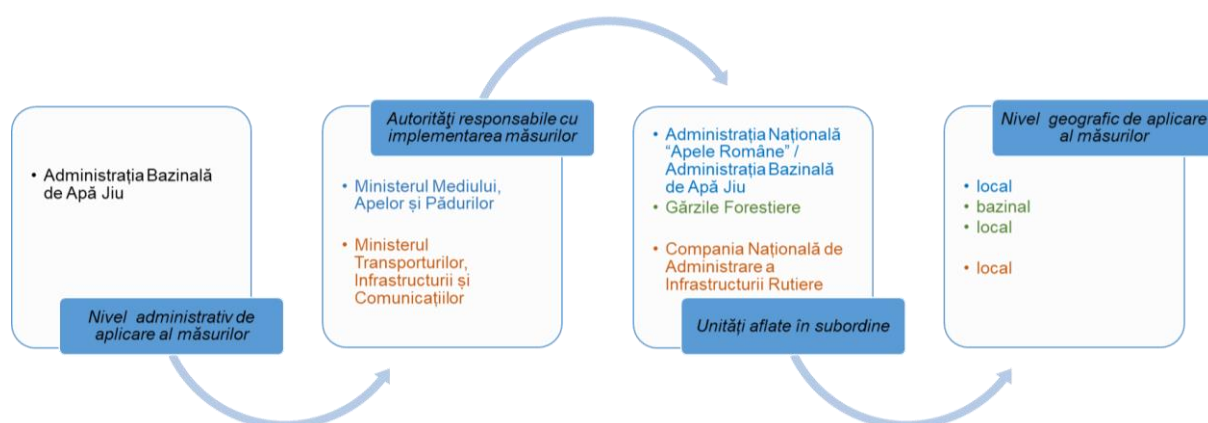 • Administrația Bazinală
de Apă Jiu
Nivel administrativ de
aplicare al măsurilor
Autorităţi responsabile cu
implementarea măsurilor
• Ministerul Mediului,
Apelor și Pădurilor
• Ministerul
Transporturilor,
Infrastructurii și
Comunicațiilor
• Administrația Națională
“Apele Române” /
Administrația Bazinală
de Apă Jiu
• Gărzile Forestiere
• Compania Națională de
Administrare a
Infrastructurii Rutiere
Unități aflate în subordine
Nivel geografic de aplicare
al măsurilor
• local
• bazinal
• local
• local